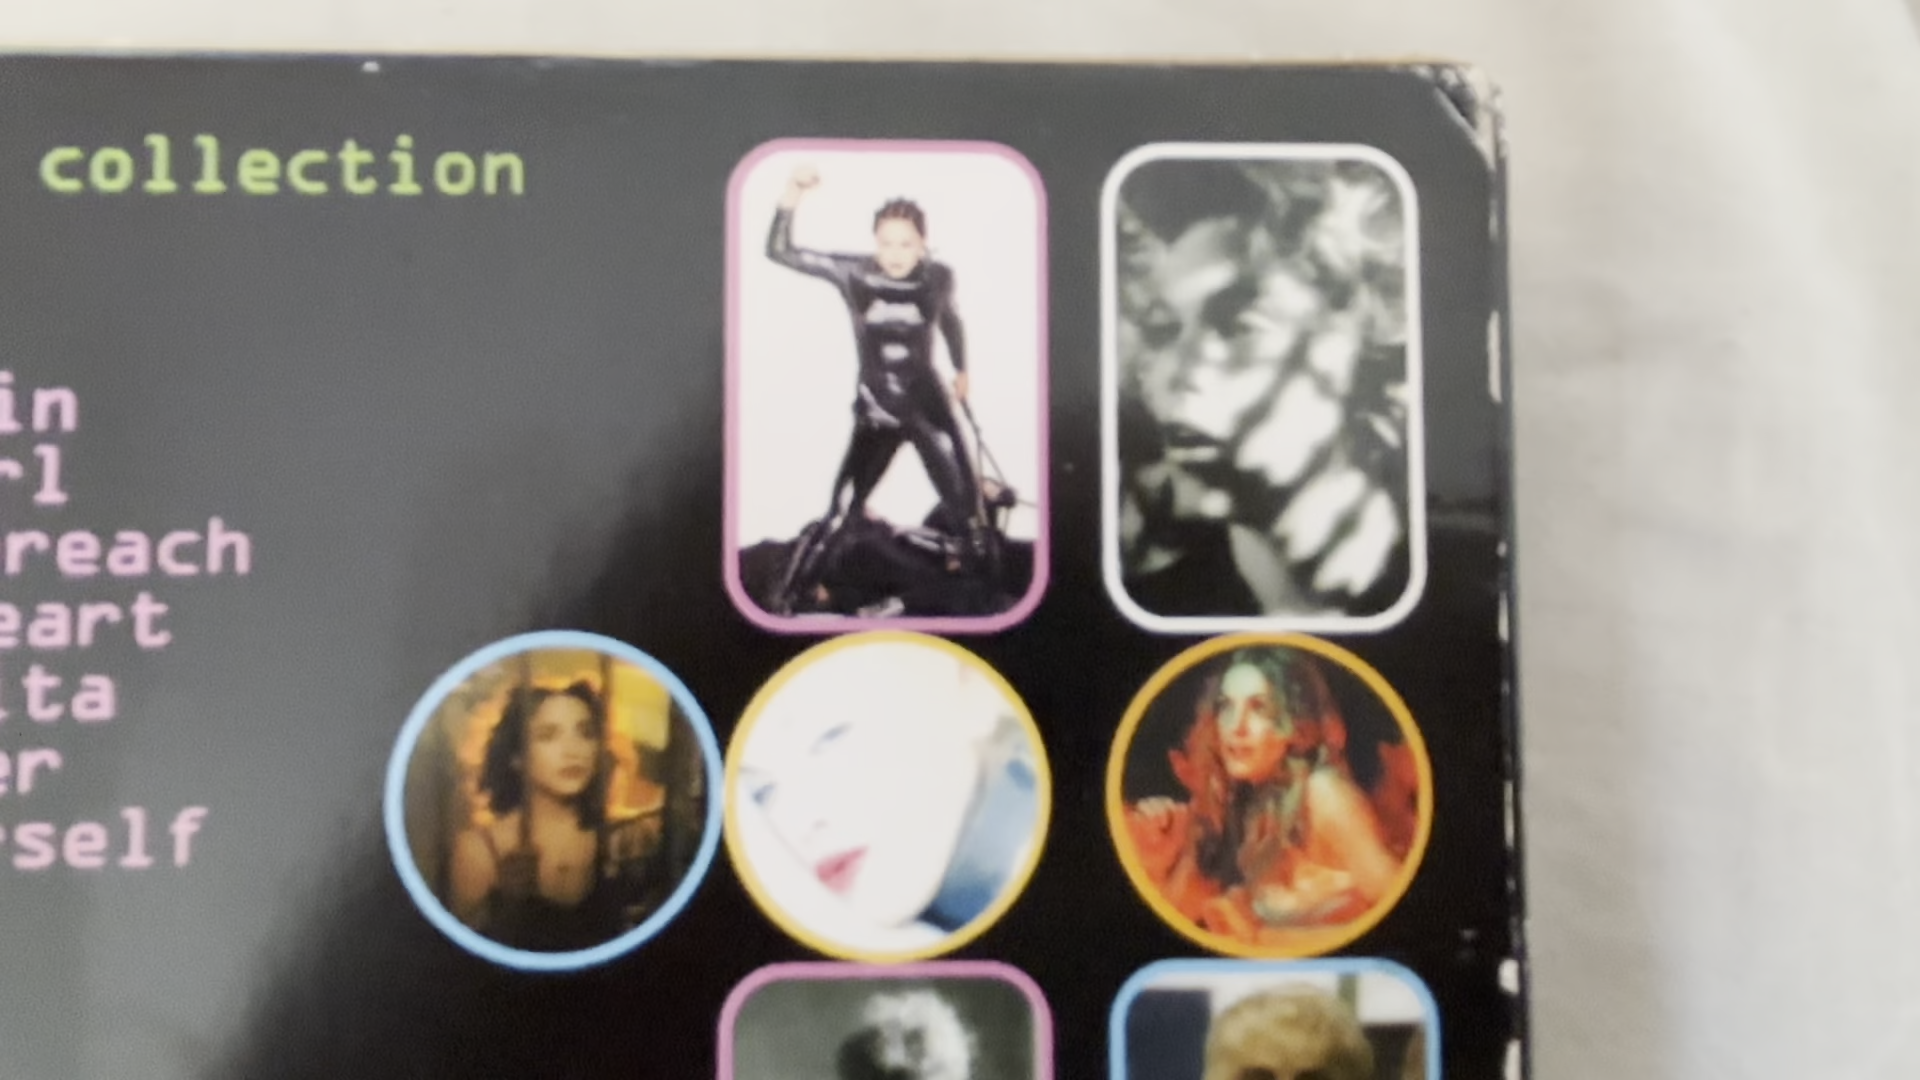 collection
in
rl
reach
eart
ita
er
rself